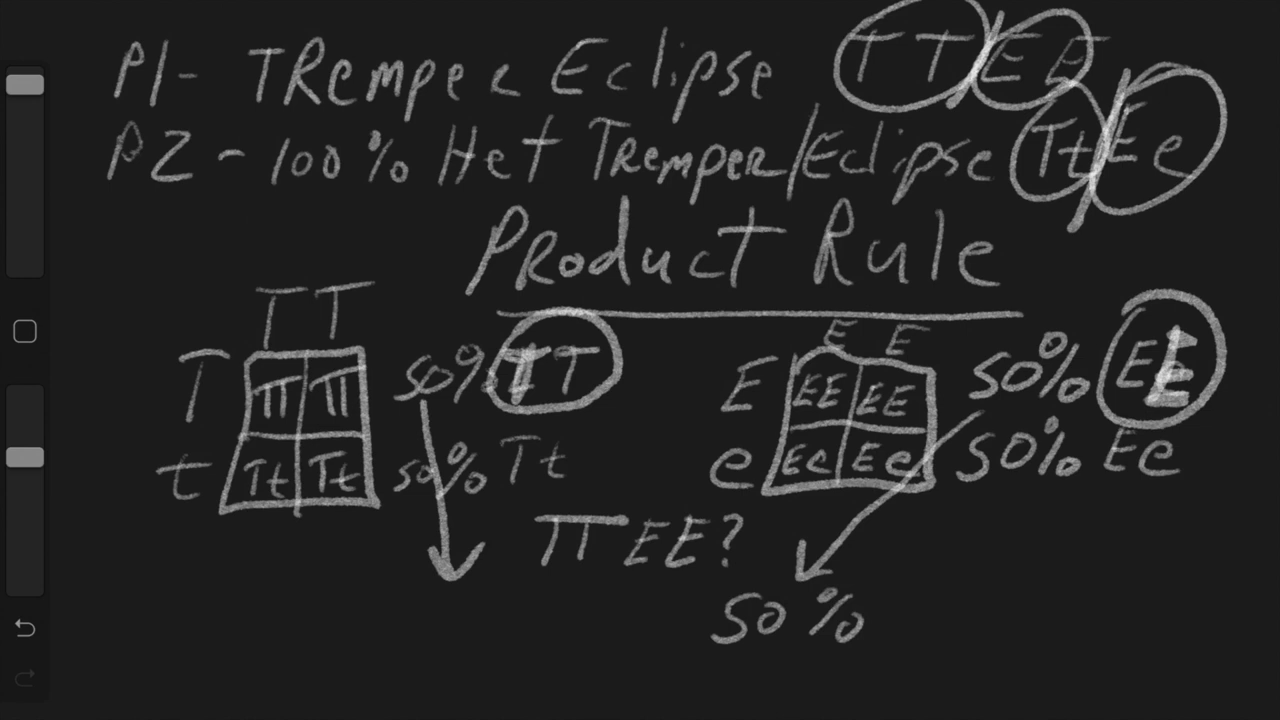 P1- TRemper Eclipse TTEE
P2 - 100% Het Tremper/Eclipse TtEe
Product Rule
T T
T TT TT 50% TT
t Tt Tt 50% Tt
E E
E EE EE 50% EE
e Ee Ee 50% Ee
TTEE?
50%